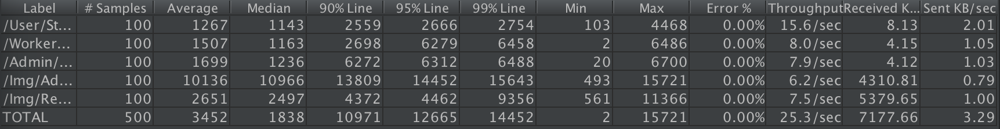 Label # Samples Average Median 90% Line 95% Line 99% Line Min Max Error % Throughput Received K... Sent KB/sec
/User/St... 100 1267 1143 2559 2666 2754 103 4468 0.00% 15.6/sec 8.13 2.01
/Worker... 100 1507 1163 2698 6279 6458 2 6486 0.00% 8.0/sec 4.15 1.05
/Admin/... 100 1699 1236 6272 6312 6488 20 6700 0.00% 7.9/sec 4.12 1.03
/Img/Ad... 100 10136 10966 13809 14452 15643 493 15721 0.00% 6.2/sec 4310.81 0.79
/Img/Re... 100 2651 2497 4372 4462 9356 561 11366 0.00% 7.5/sec 5379.65 1.00
TOTAL 500 3452 1838 10971 12665 14452 2 15721 0.00% 25.3/sec 7177.66 3.29